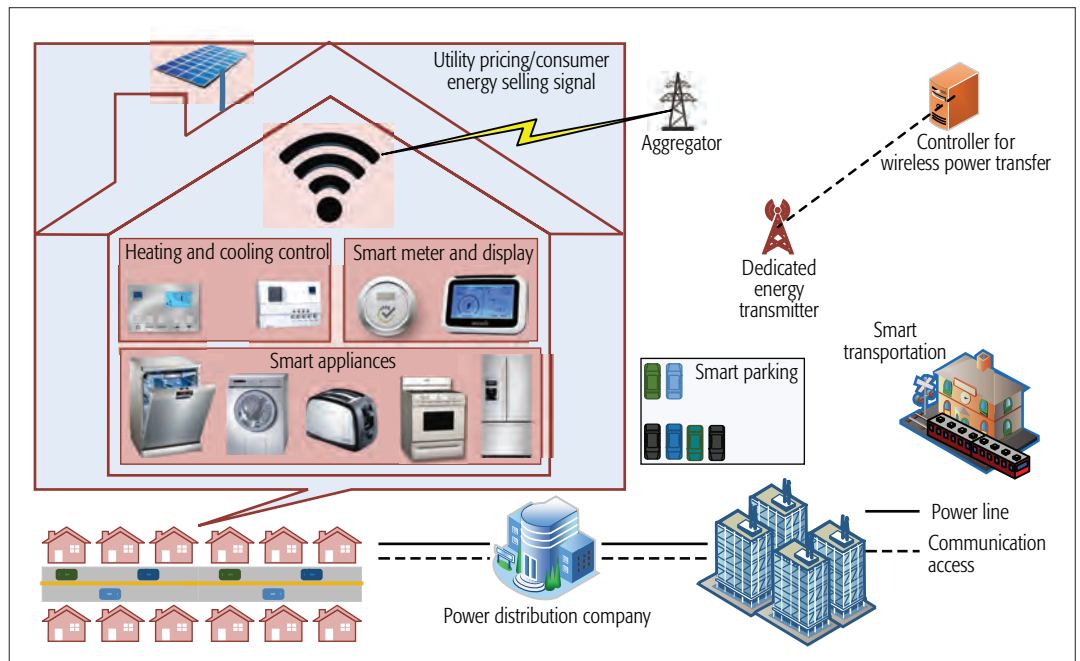 Utility pricing/consumer
energy selling signal
Aggregator
Controller for
wireless power transfer
Dedicated
energy
transmitter
Heating and cooling control
Smart meter and display
Smart appliances
Smart parking
Smart
transportation
Power distribution company
Power line
Communication
access